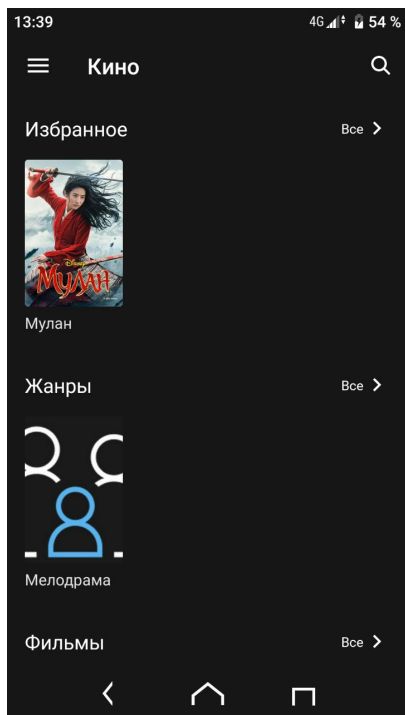 13:39 4G 54 %
Кино
Избранное Все
Disney
Мулан
Мулан
Жанры Все
Мелодрама
Фильмы Все